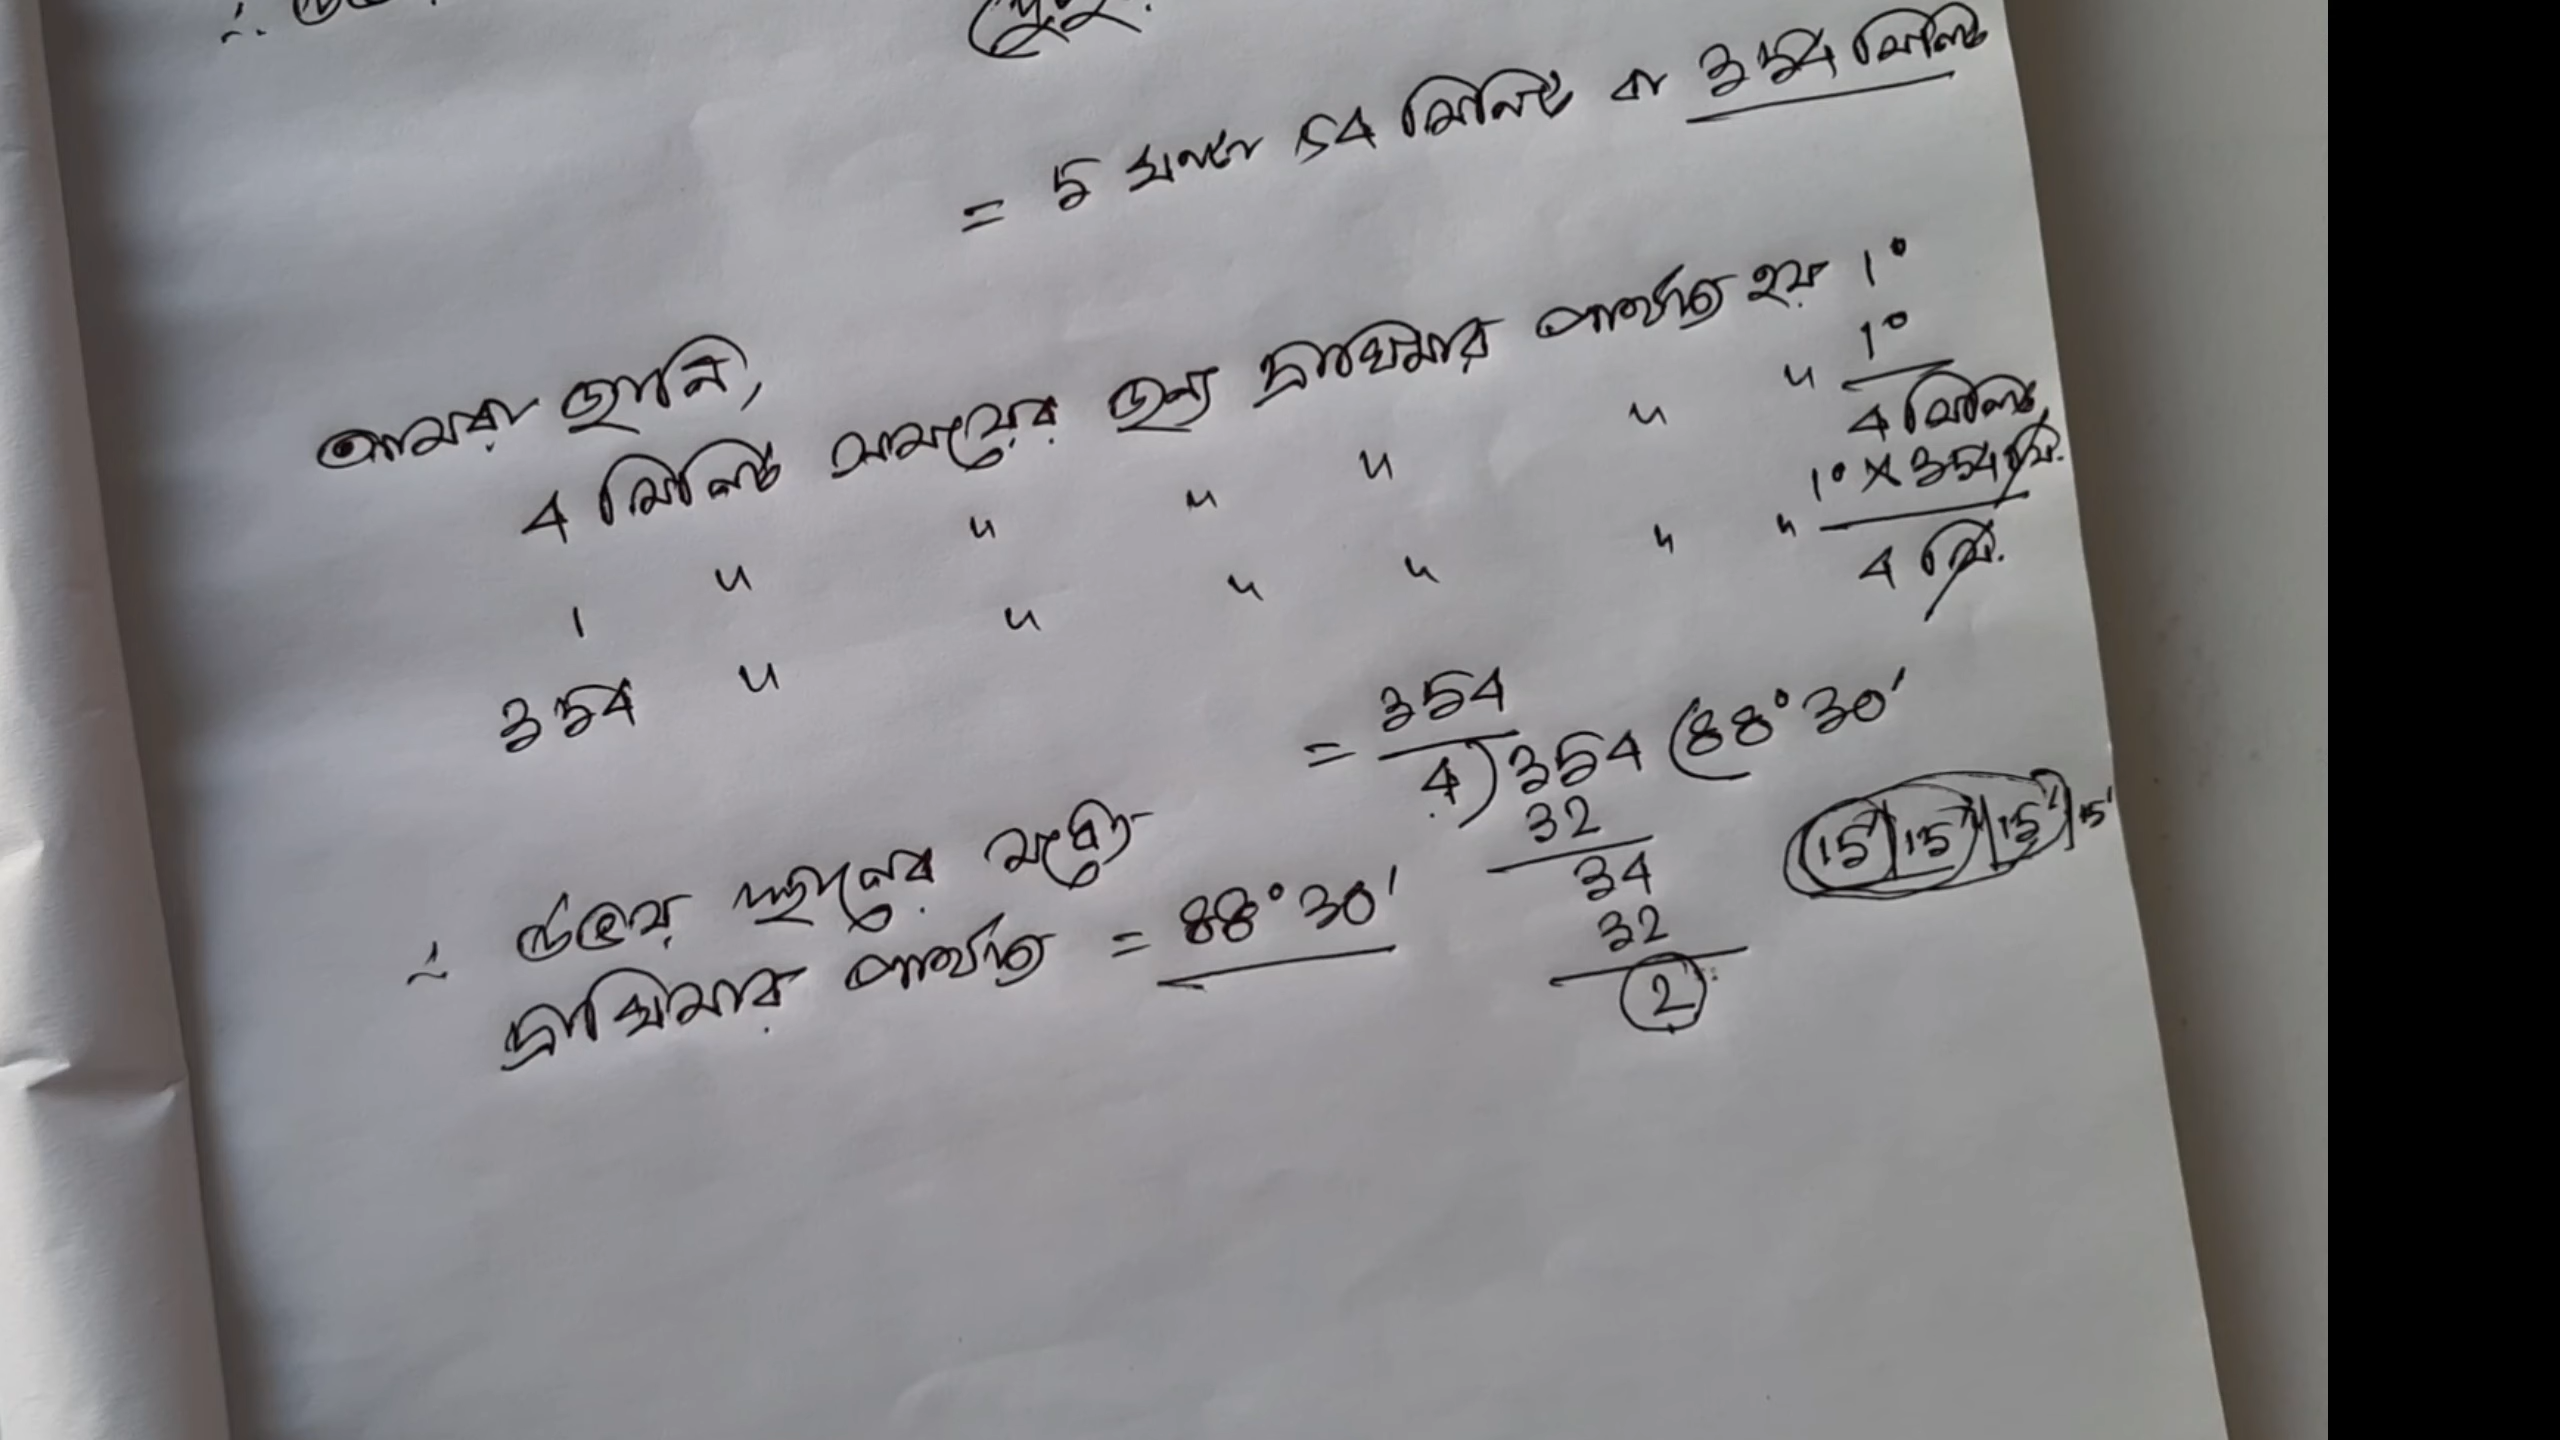 ∴
= 5 ঘন্টা 54 মিনিট বা 354 মিনিট
আমরা জানি,
4 মিনিট সময়ের জন্য দ্রাঘিমার পার্থক্য হয় 1°
1 " " " " " " 1° / 4 মিনিট
354 " " " " " " 1° × 354 মি. / 4 মি.
= 354 / 4
4 ) 354 ( 88° 30'
32
34
32
2
15' | 15' | 15' | 15'
∴ উভয় স্থানের মধ্যে
দ্রাঘিমার পার্থক্য = 88° 30'